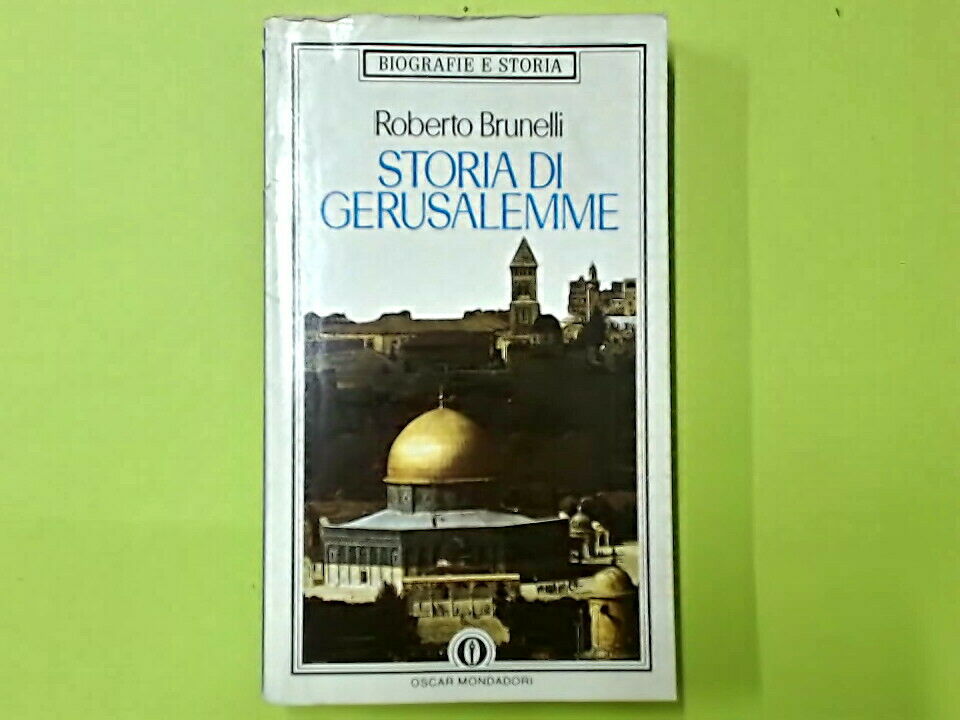 BIOGRAFIE E STORIA
Roberto Brunelli
STORIA DI
GERUSALEMME
OSCAR MONDADORI